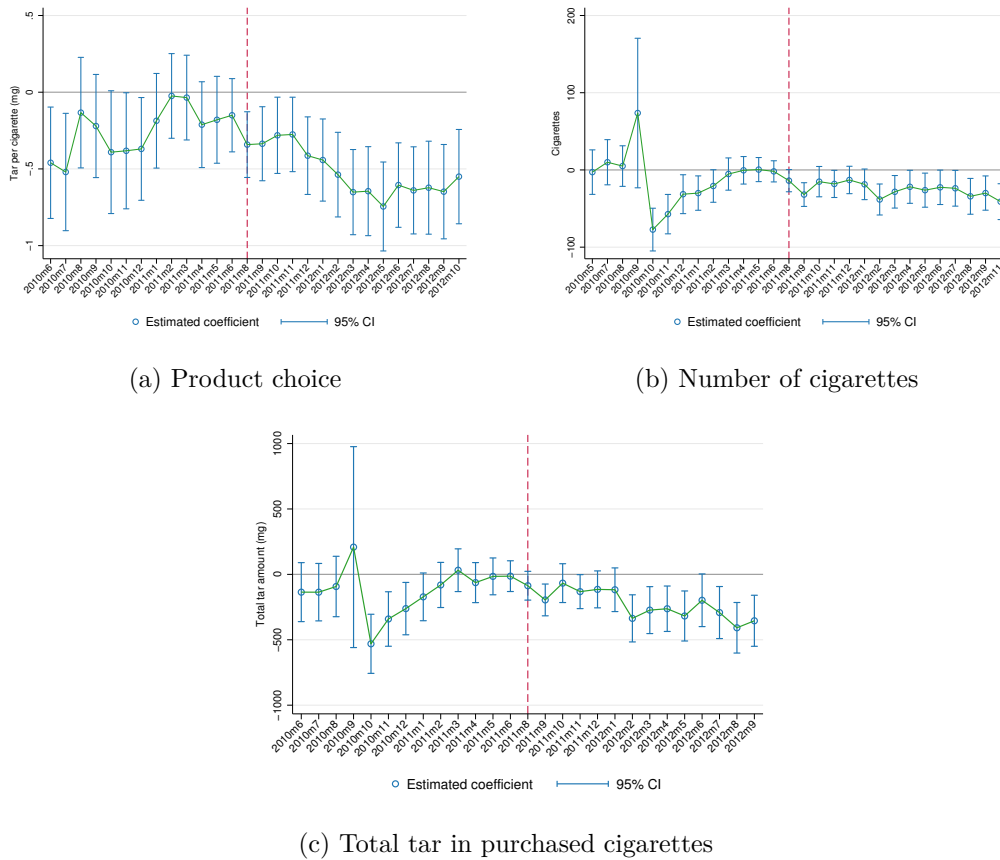 .5
0
-.5
-1
Tar per cigarette (mg)
2010m6 2010m7 2010m8 2010m9 2010m10 2010m11 2010m12 2011m1 2011m2 2011m3 2011m4 2011m5 2011m6 2011m8 2011m9 2011m10 2011m11 2011m12 2012m1 2012m2 2012m3 2012m4 2012m5 2012m6 2012m7 2012m8 2012m9 2012m10
Estimated coefficient 95% CI
(a) Product choice
200
100
0
-100
Cigarettes
2010m5 2010m7 2010m8 2010m9 2010m10 2010m11 2010m12 2011m1 2011m2 2011m3 2011m4 2011m5 2011m6 2011m8 2011m9 2011m10 2011m11 2011m12 2012m1 2012m2 2012m3 2012m4 2012m5 2012m6 2012m7 2012m8 2012m9 2012m11
Estimated coefficient 95% CI
(b) Number of cigarettes
1000
500
0
-500
-1000
Total tar amount (mg)
2010m6 2010m7 2010m8 2010m9 2010m10 2010m11 2010m12 2011m1 2011m2 2011m3 2011m4 2011m5 2011m6 2011m8 2011m9 2011m10 2011m11 2011m12 2012m1 2012m2 2012m3 2012m4 2012m5 2012m6 2012m7 2012m8 2012m9
Estimated coefficient 95% CI
(c) Total tar in purchased cigarettes